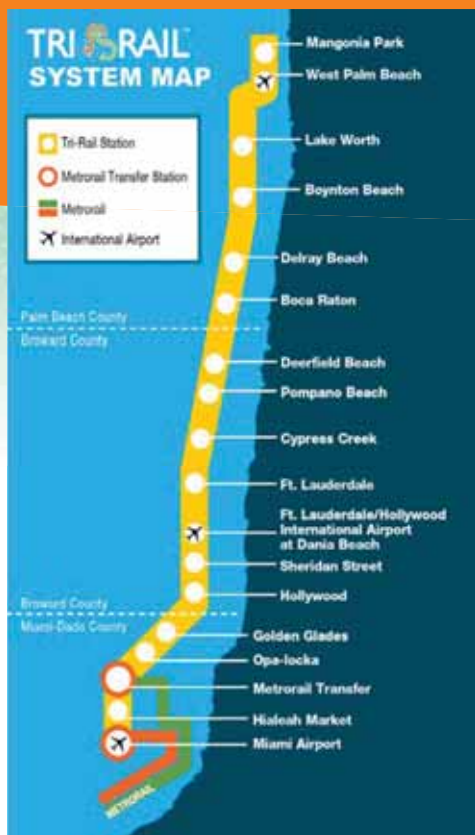 TRI RAIL™
SYSTEM MAP
Tri-Rail Station
Metrorail Transfer Station
Metrorail
International Airport
Mangonia Park
West Palm Beach
Lake Worth
Boynton Beach
Delray Beach
Boca Raton
Palm Beach County
Broward County
Deerfield Beach
Pompano Beach
Cypress Creek
Ft. Lauderdale
Ft. Lauderdale/Hollywood
International Airport
at Dania Beach
Sheridan Street
Hollywood
Broward County
Miami-Dade County
Golden Glades
Opa-locka
Metrorail Transfer
Hialeah Market
Miami Airport
METRORAIL